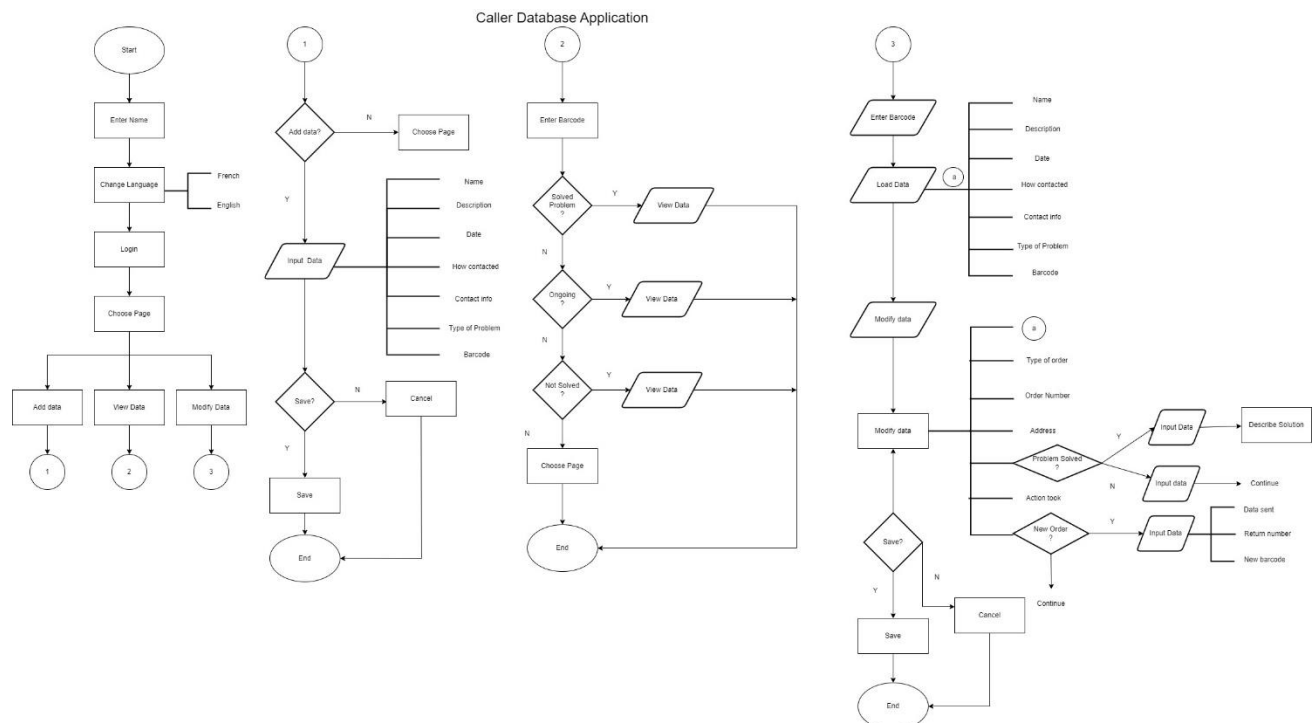 Caller Database Application
Start
Enter Name
Change Language
French
English
Login
Choose Page
Add data
View Data
Modify Data
1
2
3
1
Add data?
N
Choose Page
Y
Input Data
Name
Description
Date
How contacted
Contact info
Type of Problem
Barcode
Save?
N
Cancel
Y
Save
End
2
Enter Barcode
Solved
Problem
?
Y
View Data
N
Ongoing
?
Y
View Data
N
Not Solved
?
Y
View Data
N
Choose Page
End
3
Enter Barcode
Load Data
a
Name
Description
Date
How contacted
Contact info
Type of Problem
Barcode
Modify data
Modify data
a
Type of order
Order Number
Address
Problem Solved
?
Y
Input Data
Describe Solution
N
Input data
Continue
Action took
New Order
?
Y
Input Data
Data sent
Return number
New barcode
Continue
Save?
N
Cancel
Y
Save
End